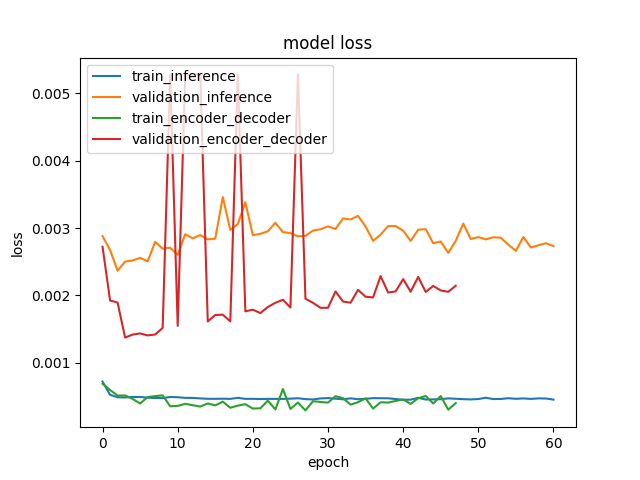 model loss
train_inference
validation_inference
train_encoder_decoder
validation_encoder_decoder
loss
0.005
0.004
0.003
0.002
0.001
0 10 20 30 40 50 60
epoch